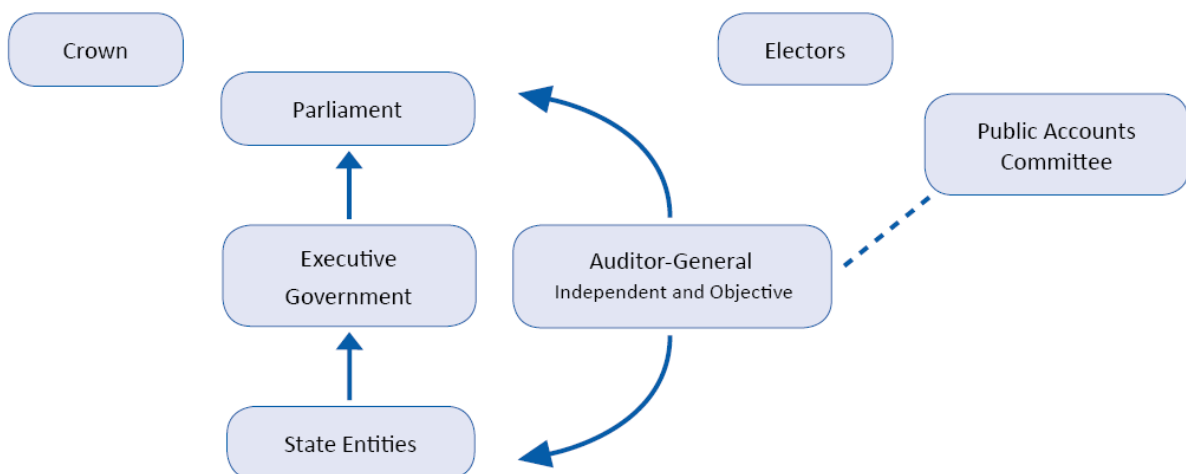 Crown
Electors
Parliament
Public Accounts
Committee
Executive
Government
Auditor-General
Independent and Objective
State Entities